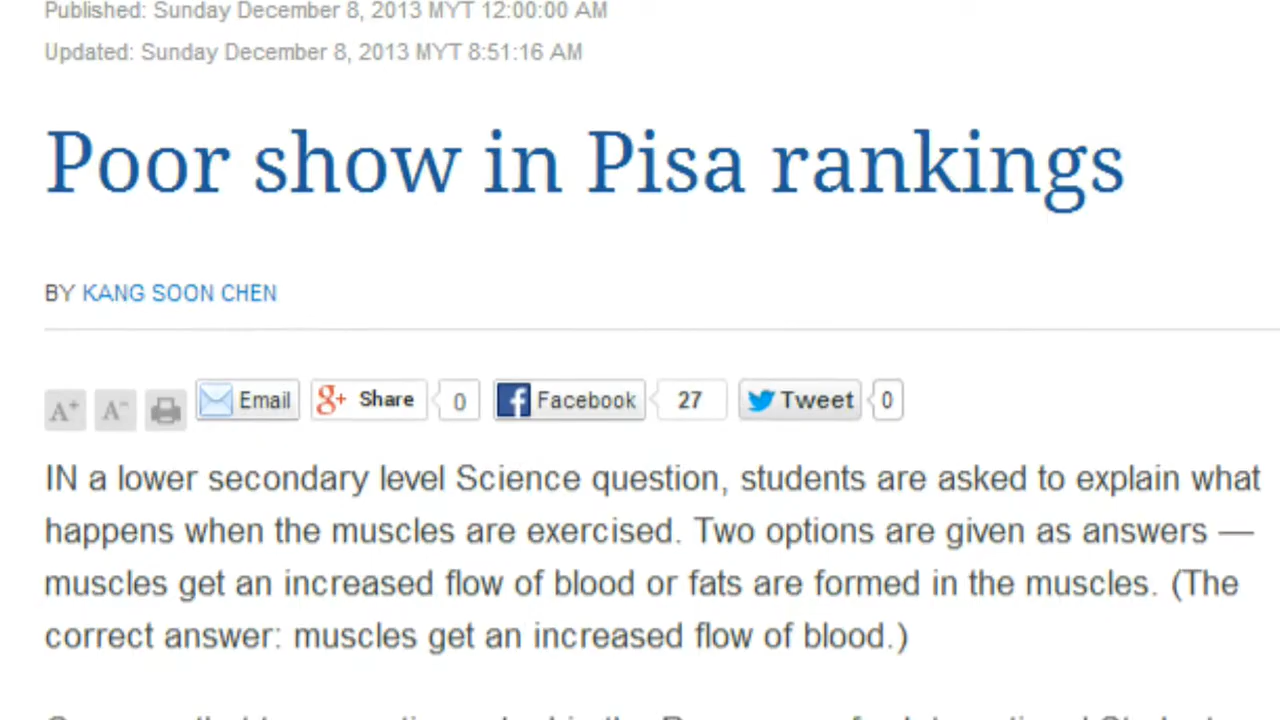 Published: Sunday December 8, 2013 MYT 12:00:00 AM
Updated: Sunday December 8, 2013 MYT 8:51:16 AM
Poor show in Pisa rankings
BY KANG SOON CHEN
A+ A- Email g+ Share 0 f Facebook 27 Tweet 0
IN a lower secondary level Science question, students are asked to explain what
happens when the muscles are exercised. Two options are given as answers —
muscles get an increased flow of blood or fats are formed in the muscles. (The
correct answer: muscles get an increased flow of blood.)